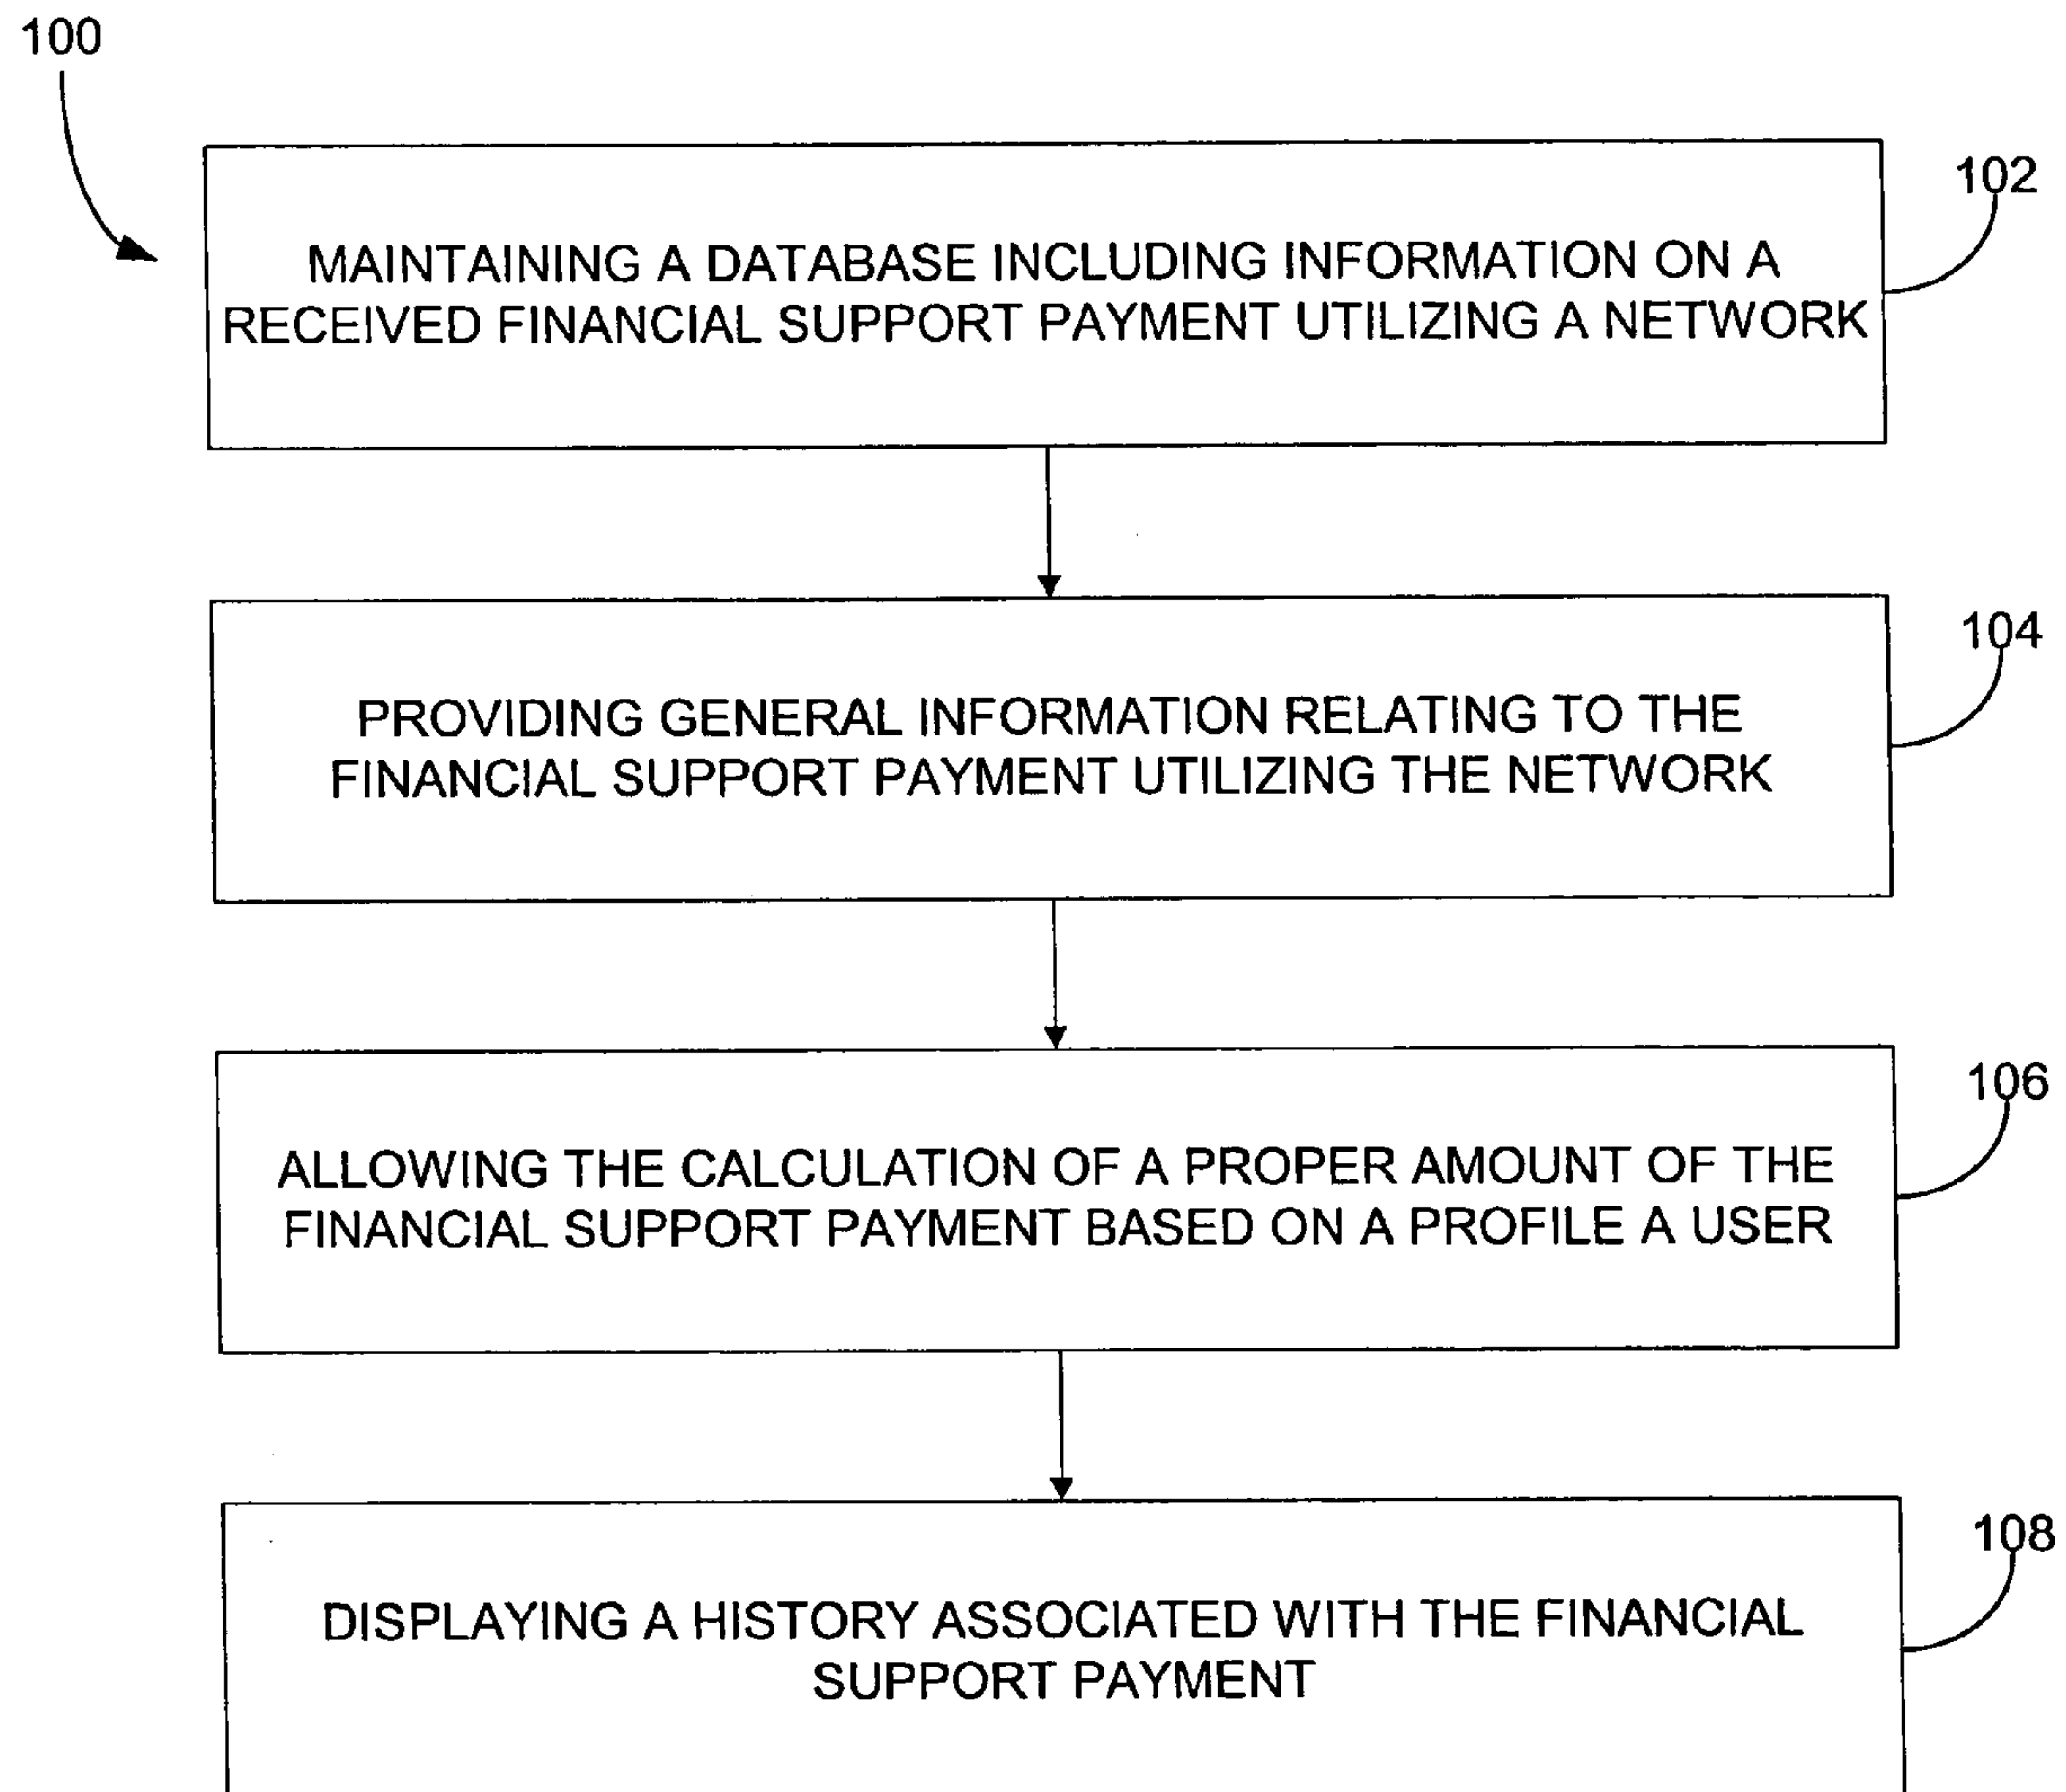 100
102
MAINTAINING A DATABASE INCLUDING INFORMATION ON A
RECEIVED FINANCIAL SUPPORT PAYMENT UTILIZING A NETWORK
104
PROVIDING GENERAL INFORMATION RELATING TO THE
FINANCIAL SUPPORT PAYMENT UTILIZING THE NETWORK
106
ALLOWING THE CALCULATION OF A PROPER AMOUNT OF THE
FINANCIAL SUPPORT PAYMENT BASED ON A PROFILE A USER
108
DISPLAYING A HISTORY ASSOCIATED WITH THE FINANCIAL
SUPPORT PAYMENT